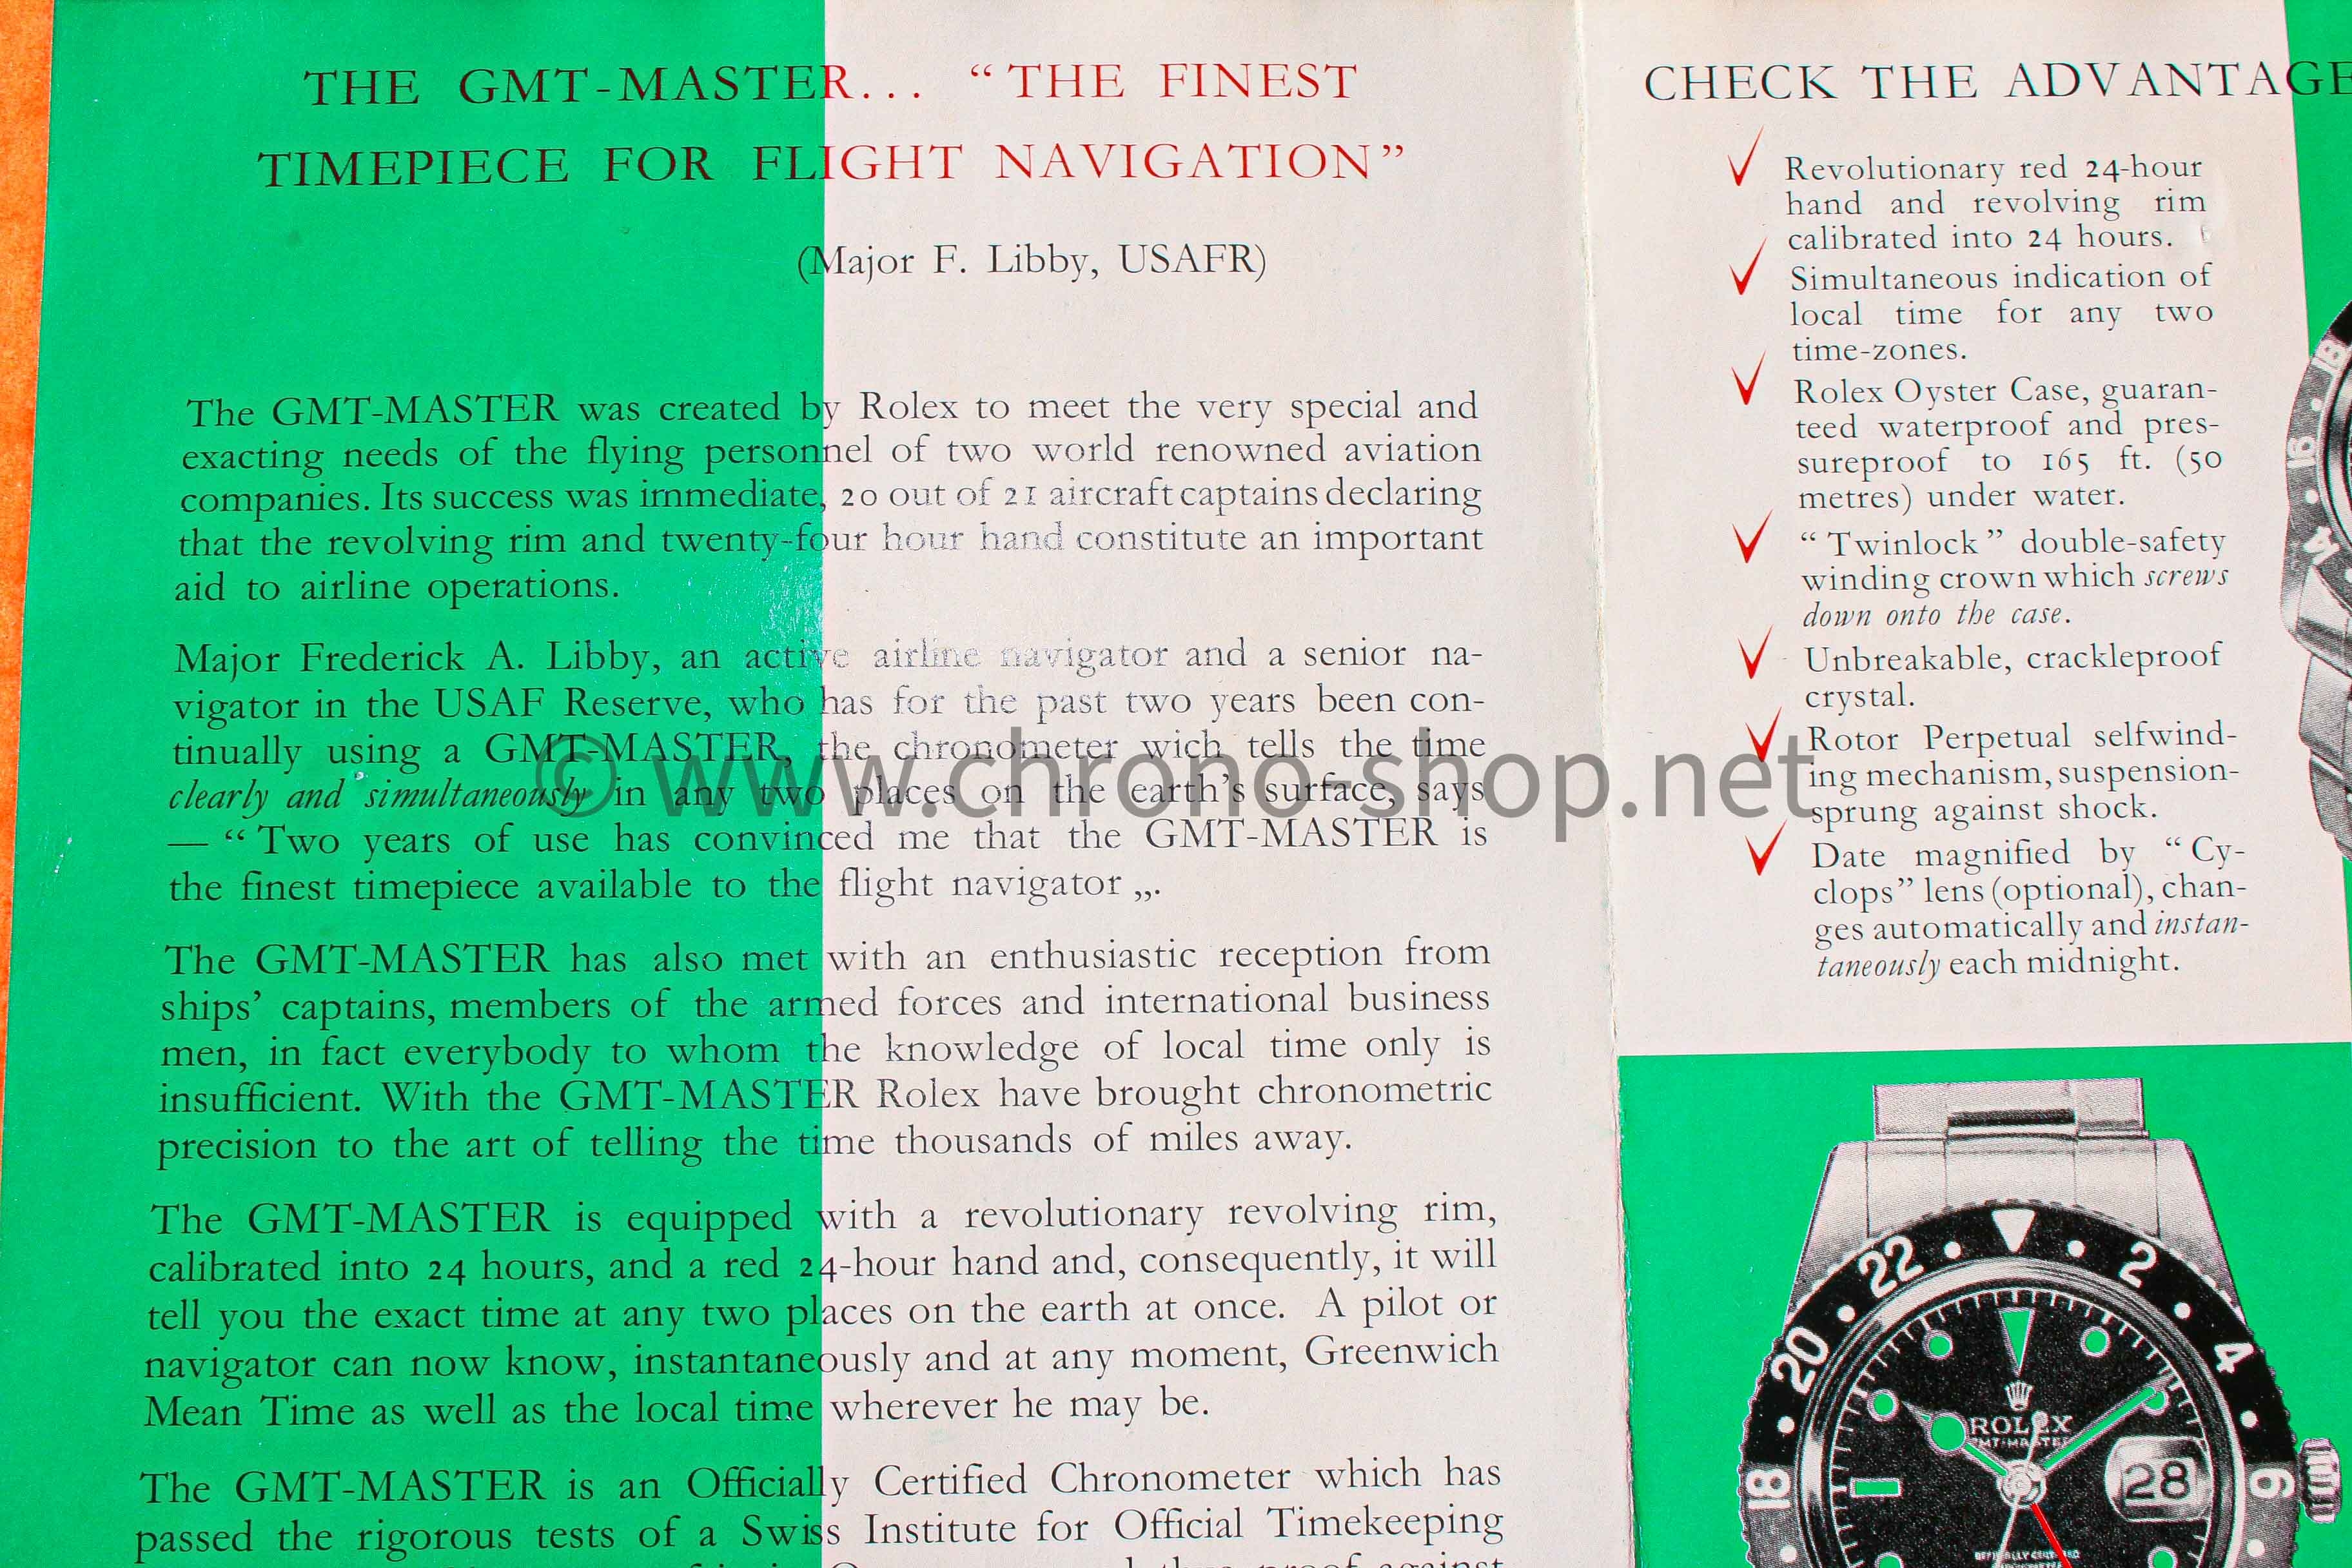 THE GMT-MASTER... “THE FINEST
TIMEPIECE FOR FLIGHT NAVIGATION”
(Major F. Libby, USAFR)
The GMT-MASTER was created by Rolex to meet the very special and
exacting needs of the flying personnel of two world renowned aviation
companies. Its success was immediate, 20 out of 21 aircraft captains declaring
that the revolving rim and twenty-four hour hand constitute an important
aid to airline operations.
Major Frederick A. Libby, an active airline navigator and a senior na-
vigator in the USAF Reserve, who has for the past two years been con-
tinually using a GMT-MASTER, the chronometer wich tells the time
clearly and simultaneously in any two places on the earth’s surface, says
— “Two years of use has convinced me that the GMT-MASTER is
the finest timepiece available to the flight navigator „.
The GMT-MASTER has also met with an enthusiastic reception from
ships’ captains, members of the armed forces and international business
men, in fact everybody to whom the knowledge of local time only is
insufficient. With the GMT-MASTER Rolex have brought chronometric
precision to the art of telling the time thousands of miles away.
The GMT-MASTER is equipped with a revolutionary revolving rim,
calibrated into 24 hours, and a red 24-hour hand and, consequently, it will
tell you the exact time at any two places on the earth at once. A pilot or
navigator can now know, instantaneously and at any moment, Greenwich
Mean Time as well as the local time wherever he may be.
The GMT-MASTER is an Officially Certified Chronometer which has
passed the rigorous tests of a Swiss Institute for Official Timekeeping
CHECK THE ADVANTAGE
Revolutionary red 24-hour
hand and revolving rim
calibrated into 24 hours.
Simultaneous indication of
local time for any two
time-zones.
Rolex Oyster Case, guaran-
teed waterproof and pres-
sureproof to 165 ft. (50
metres) under water.
“Twinlock” double-safety
winding crown which screws
down onto the case.
Unbreakable, crackleproof
crystal.
Rotor Perpetual selfwind-
ing mechanism, suspension-
sprung against shock.
Date magnified by “Cy-
clops” lens (optional), chan-
ges automatically and instan-
taneously each midnight.
© www.chrono-shop.net
18
16
14
22
2
20
4
18
6
ROLEX
GMT-MASTER
28